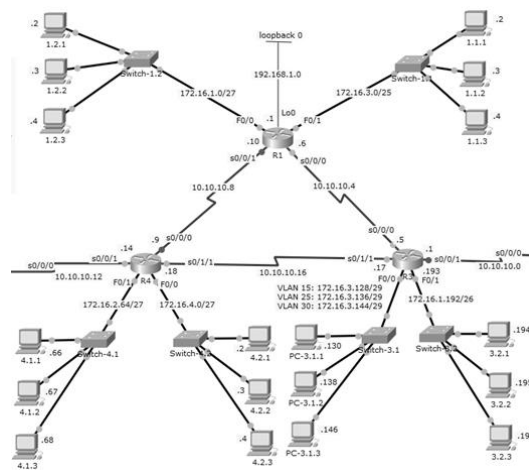 loopback 0
.2
1.2.1
.3
1.2.2
.4
1.2.3
Switch-1.2
172.16.1.0/27
192.168.1.0
172.16.3.0/25
.2
1.1.1
.3
1.1.2
.4
1.1.3
F0/0
.1
Lo0
F0/1
.10
R1
.6
s0/0/1
s0/0/0
10.10.10.8
10.10.10.4
s0/0/0
.14
.9
s0/0/0
s0/0/1
10.10.10.12
R4
.18
s0/1/1
10.10.10.16
s0/1/1
.17
.5
s0/0/0
.1
s0/0/1
s0/0/0
10.10.10.0
.193
F0/1
F0/0
172.16.2.64/27
172.16.4.0/27
F0/0
F0/1
VLAN 15: 172.16.3.128/29
VLAN 25: 172.16.3.136/29
VLAN 30: 172.16.3.144/29
172.16.1.192/26
Switch-4.1
.66
4.1.1
.67
4.1.2
.68
4.1.3
.2
4.2.1
.3
4.2.2
.4
4.2.3
Switch-3.1
.130
PC-3.1.1
.138
PC-3.1.2
.146
PC-3.1.3
.194
3.2.1
3.2.2
3.2.3